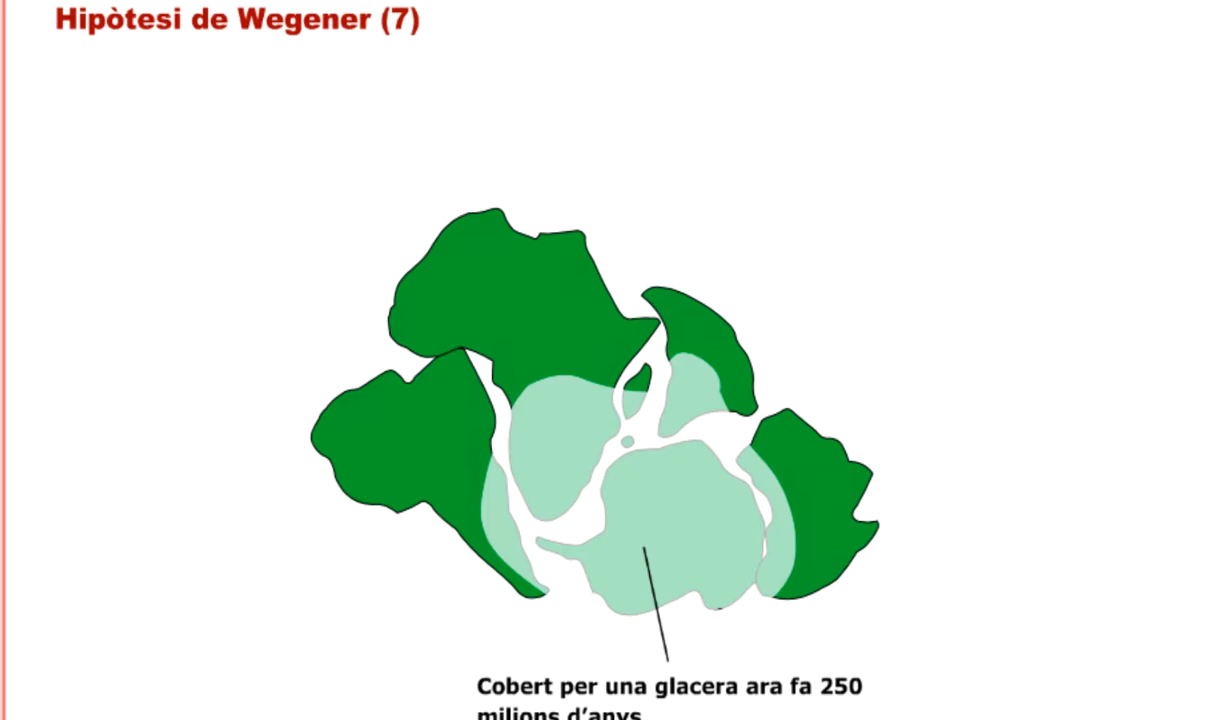 Hipòtesi de Wegener (7)
Cobert per una glacera ara fa 250
milions d'anys